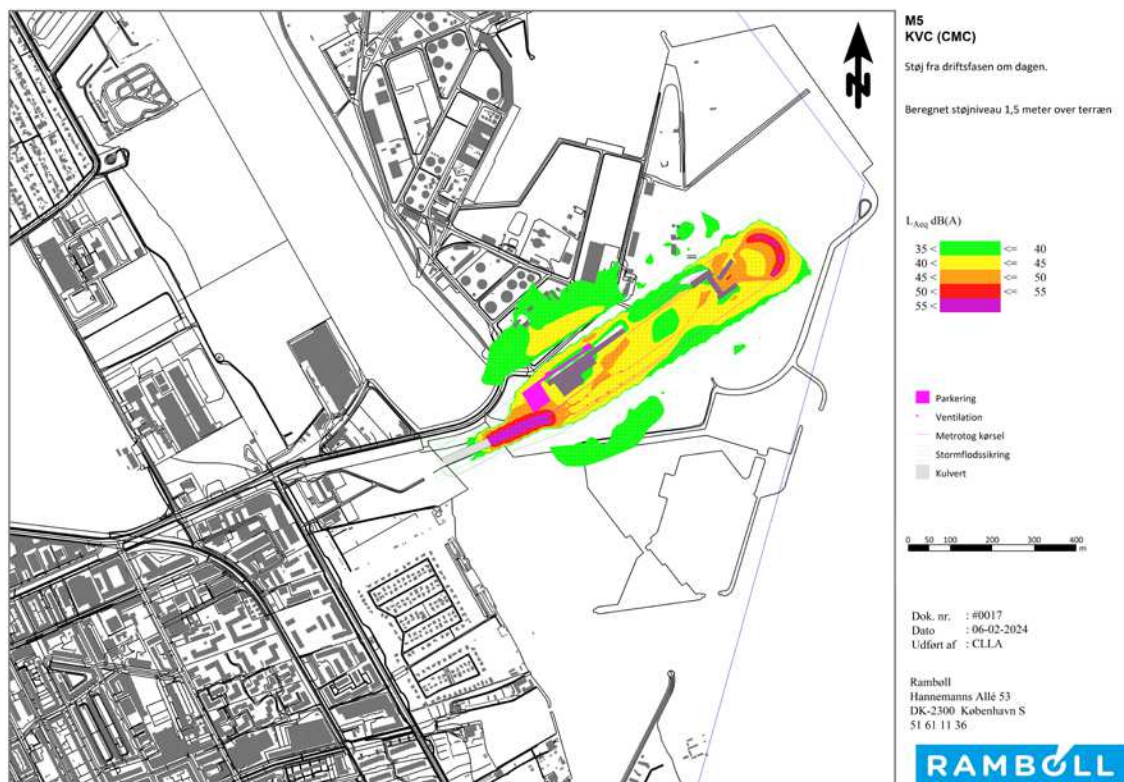 M5
KVC (CMC)
Støj fra driftsfasen om dagen.
Beregnet støjniveau 1,5 meter over terræn
N
L_Aeq dB(A)
35 < <= 40
40 < <= 45
45 < <= 50
50 < <= 55
55 <
Parkering
Ventilation
Metrotog kørsel
Stormflodssikring
Kulvert
0 50 100 200 300 400
m
Dok. nr. : #0017
Dato : 06-02-2024
Udført af : CLLA
Rambøll
Hannemanns Allé 53
DK-2300 København S
51 61 11 36
RAMBOLL